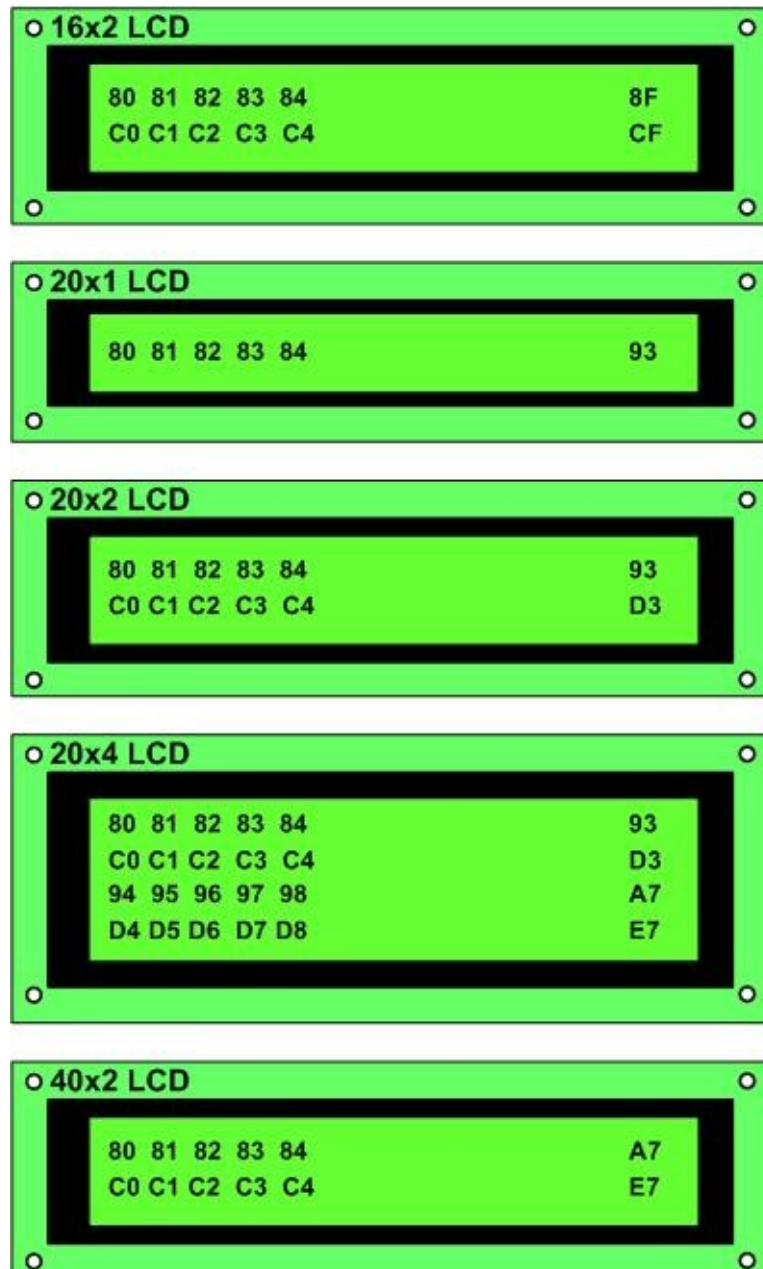 16x2 LCD
80 81 82 83 84 8F
C0 C1 C2 C3 C4 CF
20x1 LCD
80 81 82 83 84 93
20x2 LCD
80 81 82 83 84 93
C0 C1 C2 C3 C4 D3
20x4 LCD
80 81 82 83 84 93
C0 C1 C2 C3 C4 D3
94 95 96 97 98 A7
D4 D5 D6 D7 D8 E7
40x2 LCD
80 81 82 83 84 A7
C0 C1 C2 C3 C4 E7